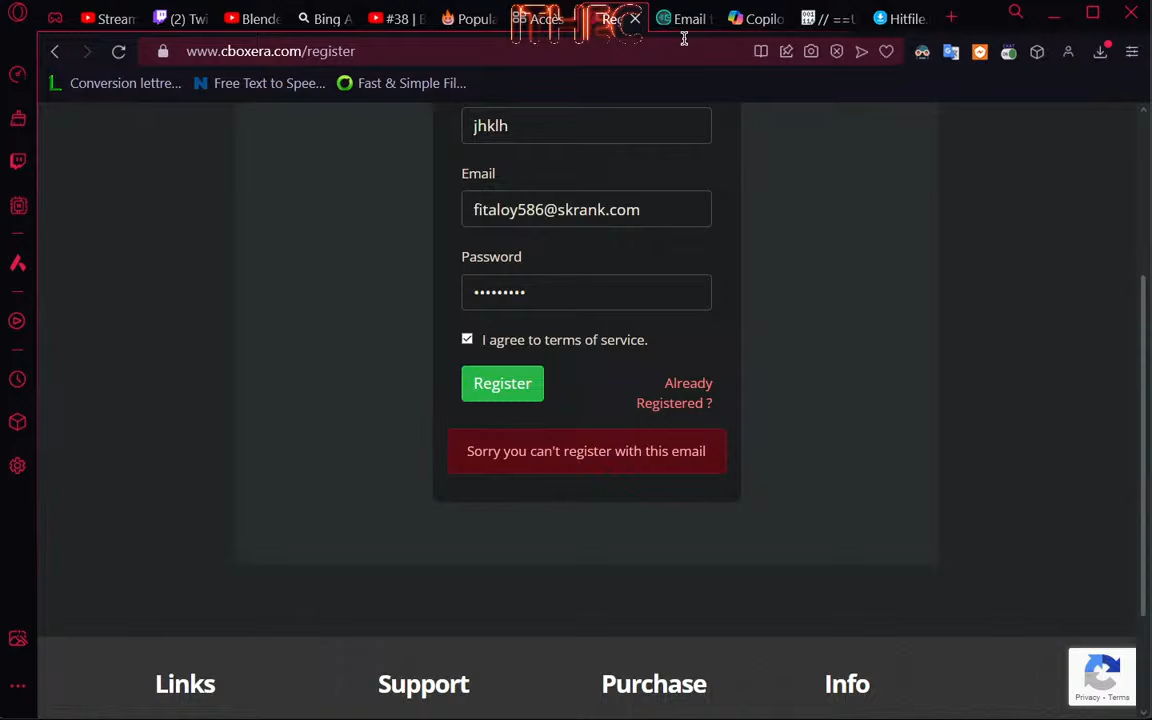 Stream
(2) Twi
Blende
Bing A
#38 | B
Popula
Accès
Reg
Email t
Copilo
// ==U
Hitfile.
www.cboxera.com/register
Conversion lettre...
Free Text to Spee...
Fast & Simple Fil...
jhklh
Email
fitaloy586@skrank.com
Password
•••••••••
I agree to terms of service.
Register
Already
Registered ?
Sorry you can't register with this email
Links
Support
Purchase
Info
Privacy - Terms